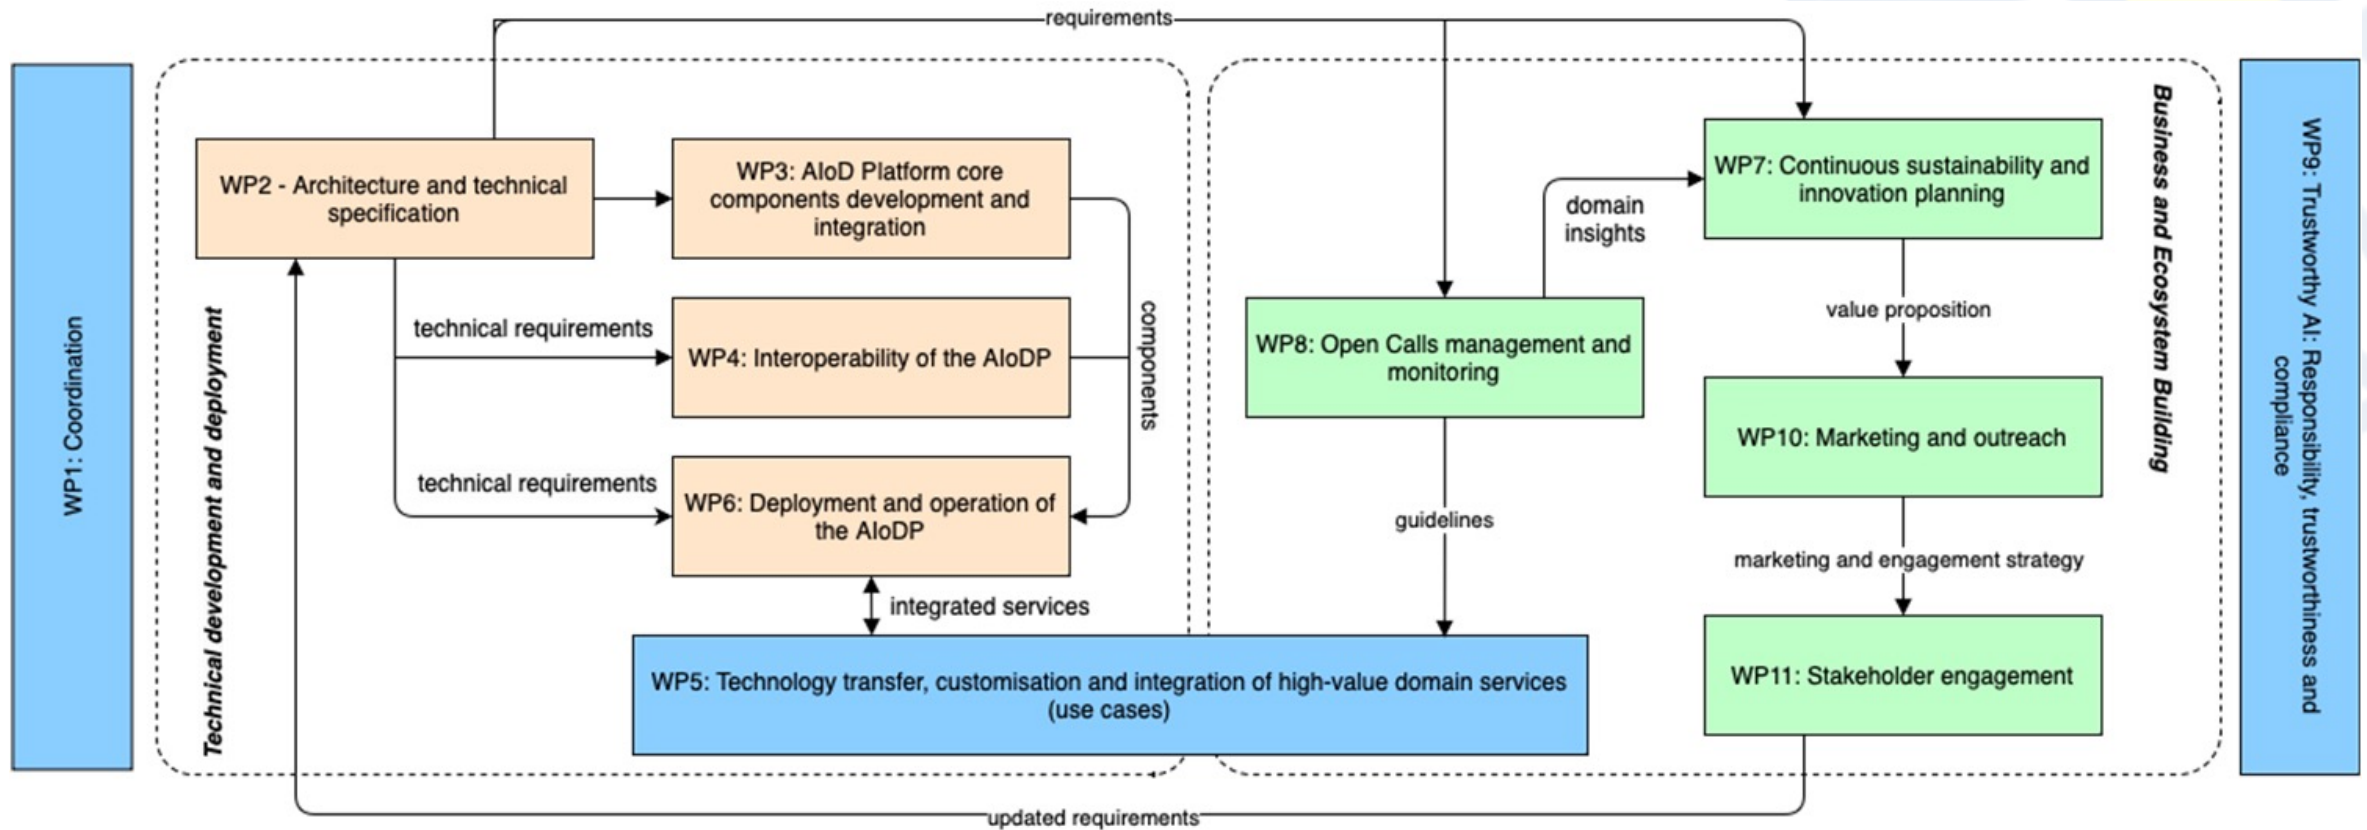 requirements
WP1: Coordination
Technical development and deployment
WP2 - Architecture and technical
specification
WP3: AIoD Platform core
components development and
integration
technical requirements
WP4: Interoperability of the AIoDP
components
technical requirements
WP6: Deployment and operation of
the AIoDP
integrated services
WP5: Technology transfer, customisation and integration of high-value domain services
(use cases)
WP8: Open Calls management and
monitoring
domain
insights
guidelines
WP7: Continuous sustainability and
innovation planning
value proposition
WP10: Marketing and outreach
marketing and engagement strategy
WP11: Stakeholder engagement
Business and Ecosystem Building
WP9: Trustworthy AI: Responsibility, trustworthiness and
compliance
updated requirements